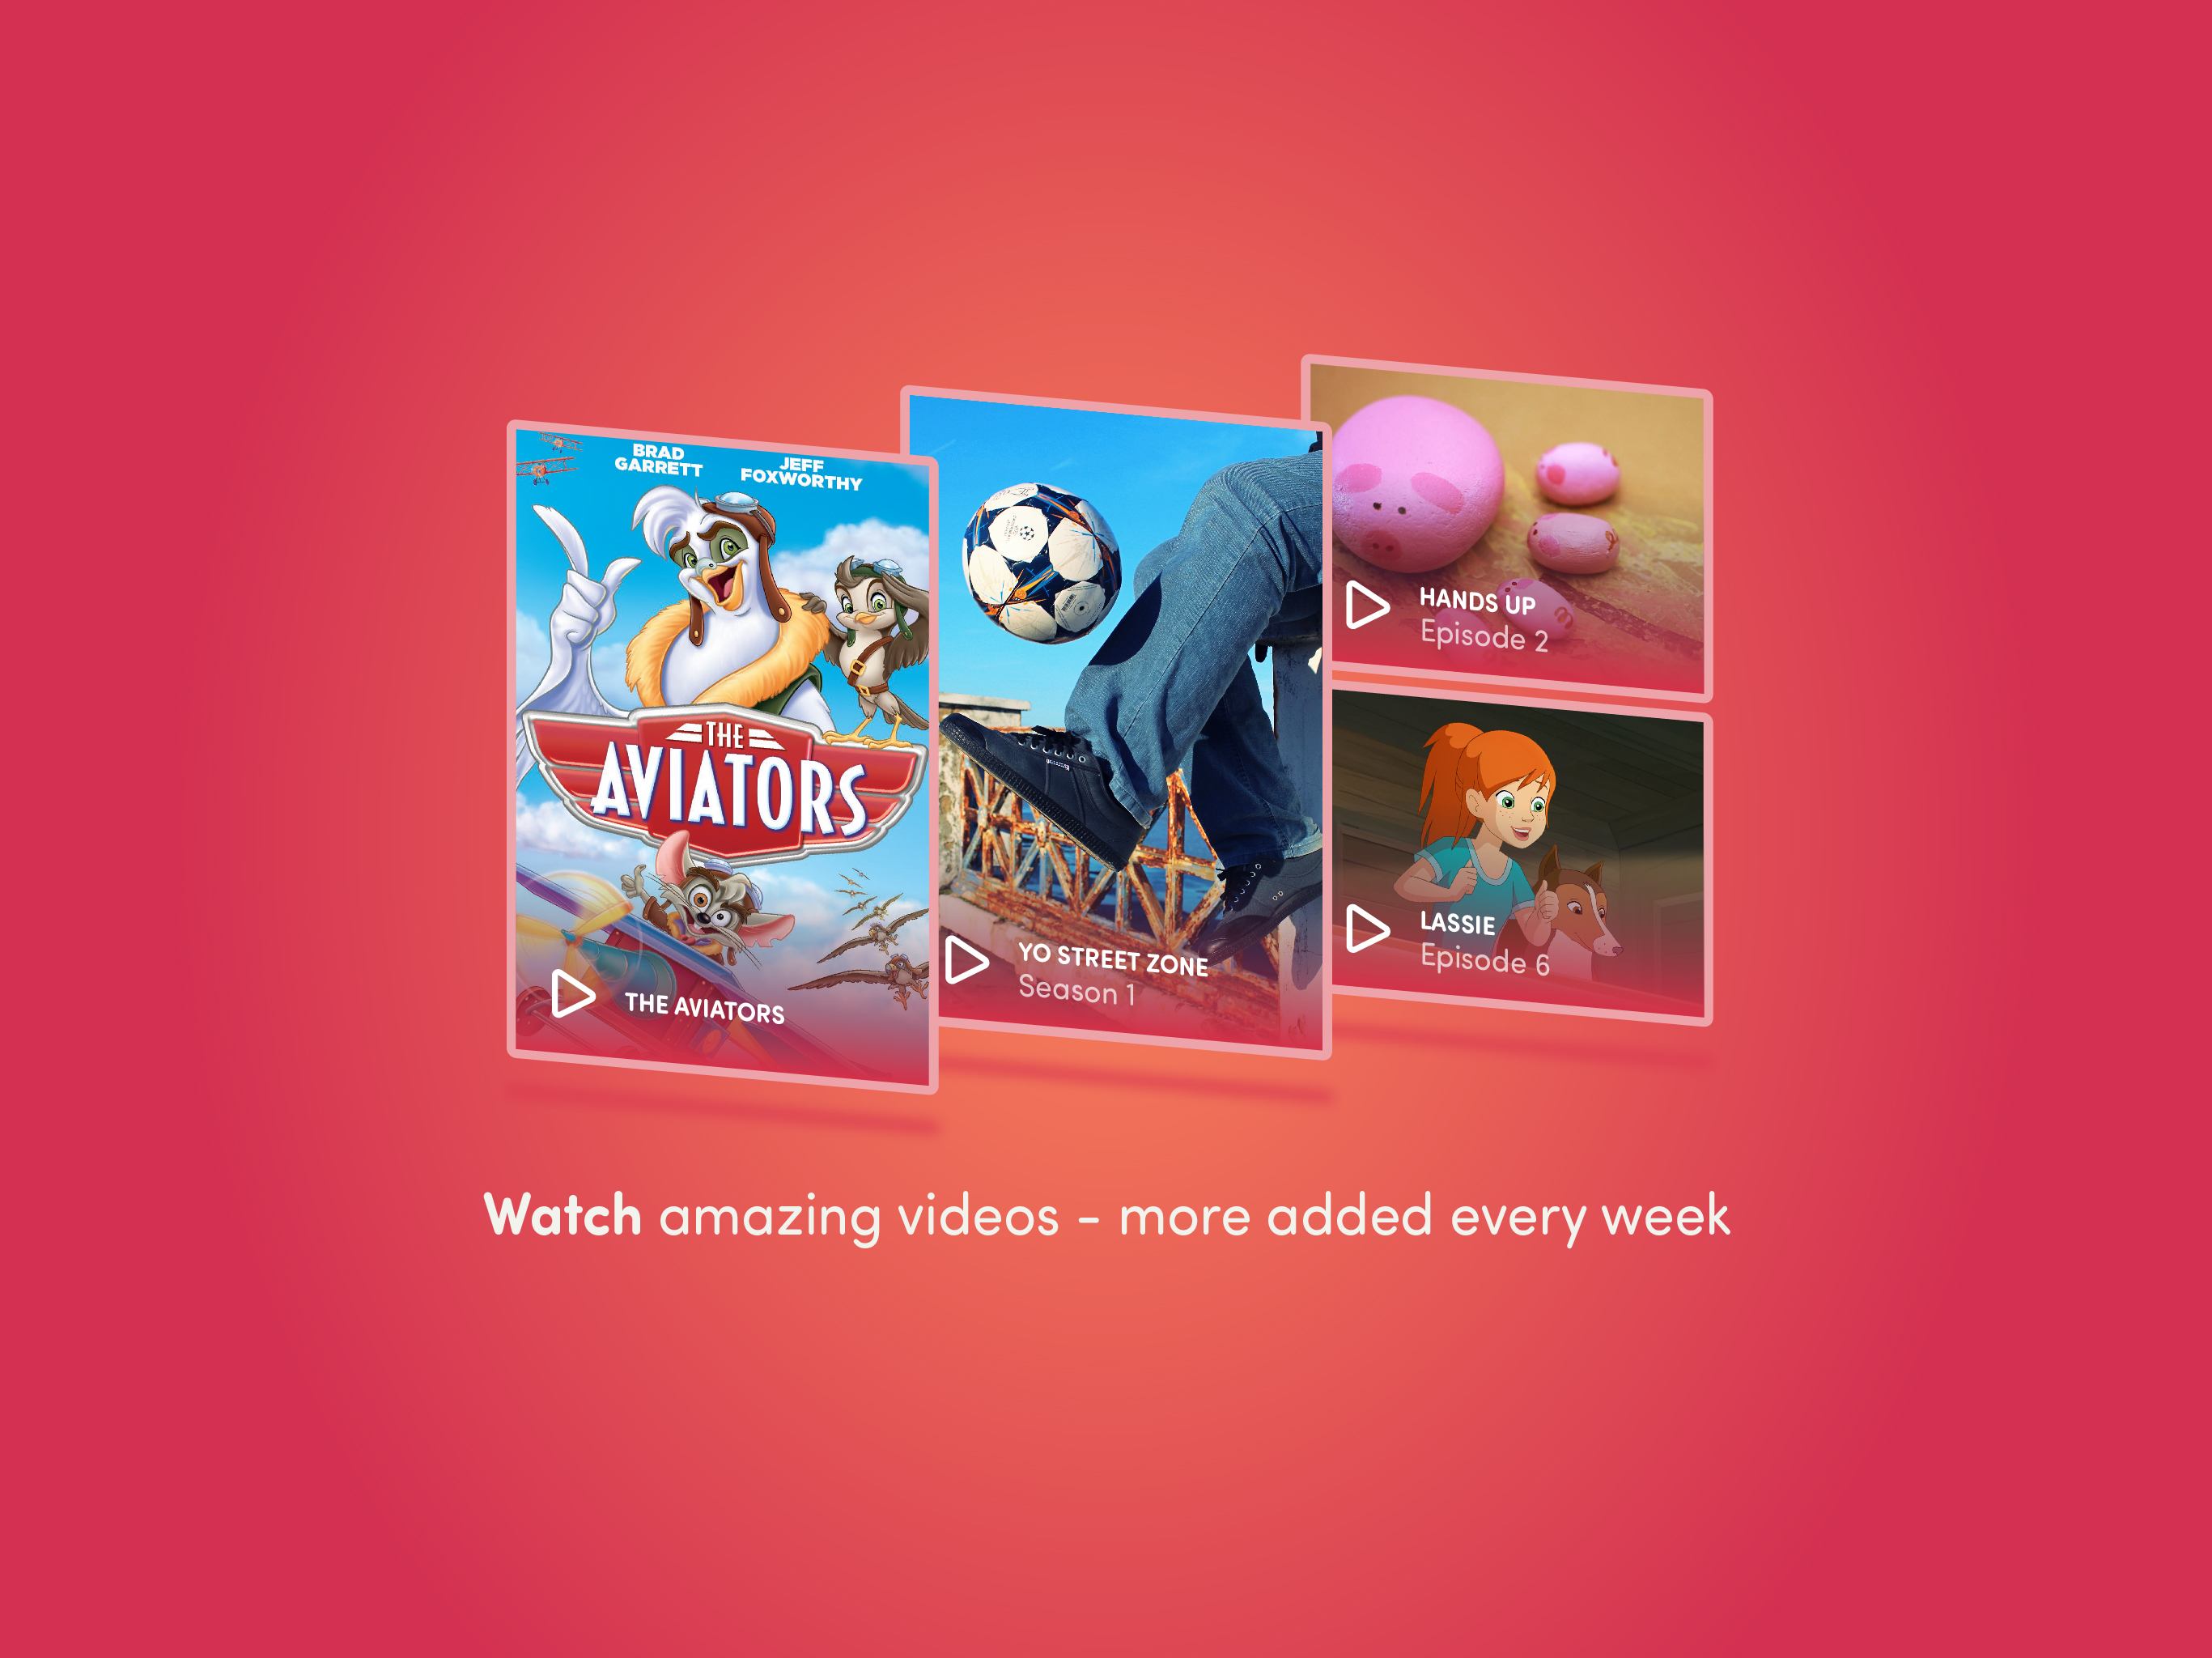 BRAD
GARRETT
JEFF
FOXWORTHY
THE
AVIATORS
THE AVIATORS
YO STREET ZONE
Season 1
HANDS UP
Episode 2
LASSIE
Episode 6
Watch amazing videos - more added every week